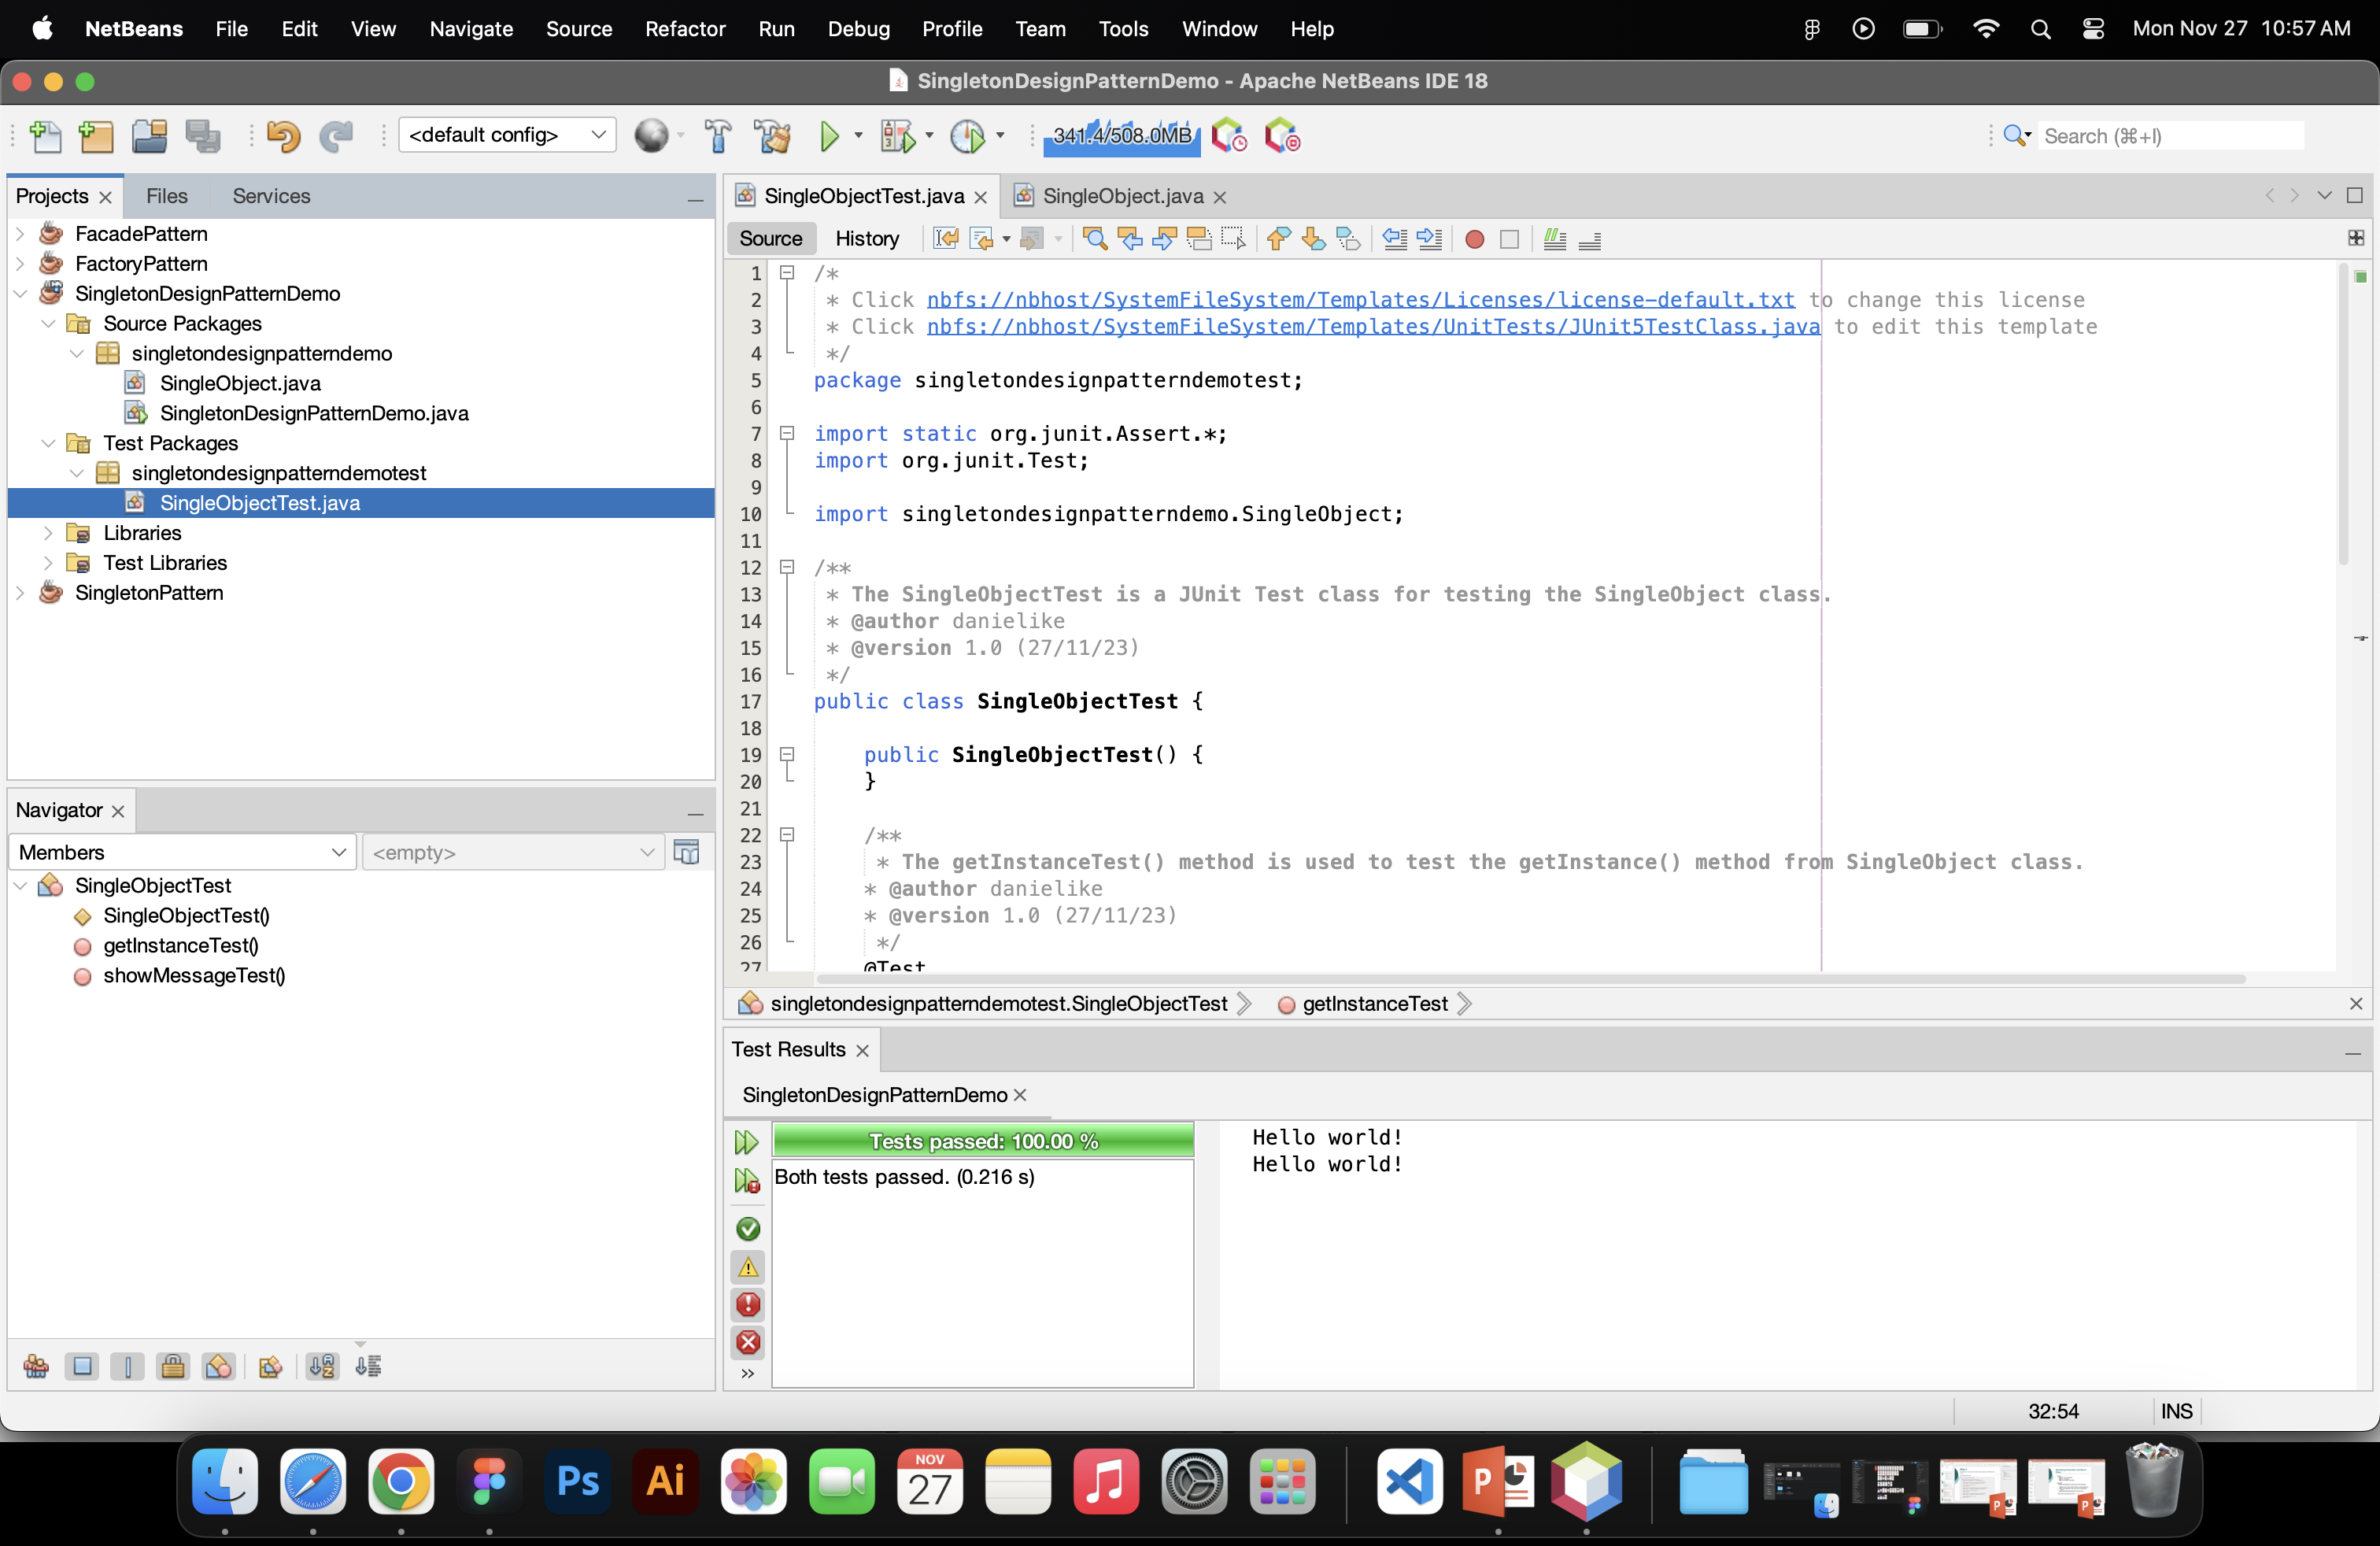 NetBeans File Edit View Navigate Source Refactor Run Debug Profile Team Tools Window Help Mon Nov 27 10:57 AM
SingletonDesignPatternDemo - Apache NetBeans IDE 18
<default config> 341.4/508.0MB Search (⌘+I)
Projects Files Services
FacadePattern
FactoryPattern
SingletonDesignPatternDemo
Source Packages
singletondesignpatterndemo
SingleObject.java
SingletonDesignPatternDemo.java
Test Packages
singletondesignpatterndemotest
SingleObjectTest.java
Libraries
Test Libraries
SingletonPattern
Navigator
Members <empty>
SingleObjectTest
SingleObjectTest()
getInstanceTest()
showMessageTest()
SingleObjectTest.java SingleObject.java
Source History
1 /*
2 * Click nbfs://nbhost/SystemFileSystem/Templates/Licenses/license-default.txt to change this license
3 * Click nbfs://nbhost/SystemFileSystem/Templates/UnitTests/JUnit5TestClass.java to edit this template
4 */
5 package singletondesignpatterndemotest;
6
7 import static org.junit.Assert.*;
8 import org.junit.Test;
9
10 import singletondesignpatterndemo.SingleObject;
11
12 /**
13 * The SingleObjectTest is a JUnit Test class for testing the SingleObject class.
14 * @author danielike
15 * @version 1.0 (27/11/23)
16 */
17 public class SingleObjectTest {
18
19 public SingleObjectTest() {
20 }
21
22 /**
23 * The getInstanceTest() method is used to test the getInstance() method from SingleObject class.
24 * @author danielike
25 * @version 1.0 (27/11/23)
26 */
27 @Test
singletondesignpatterndemotest.SingleObjectTest getInstanceTest
Test Results
SingletonDesignPatternDemo
Tests passed: 100.00 %
Both tests passed. (0.216 s)
Hello world!
Hello world!
32:54 INS
Ps Ai NOV 27 P